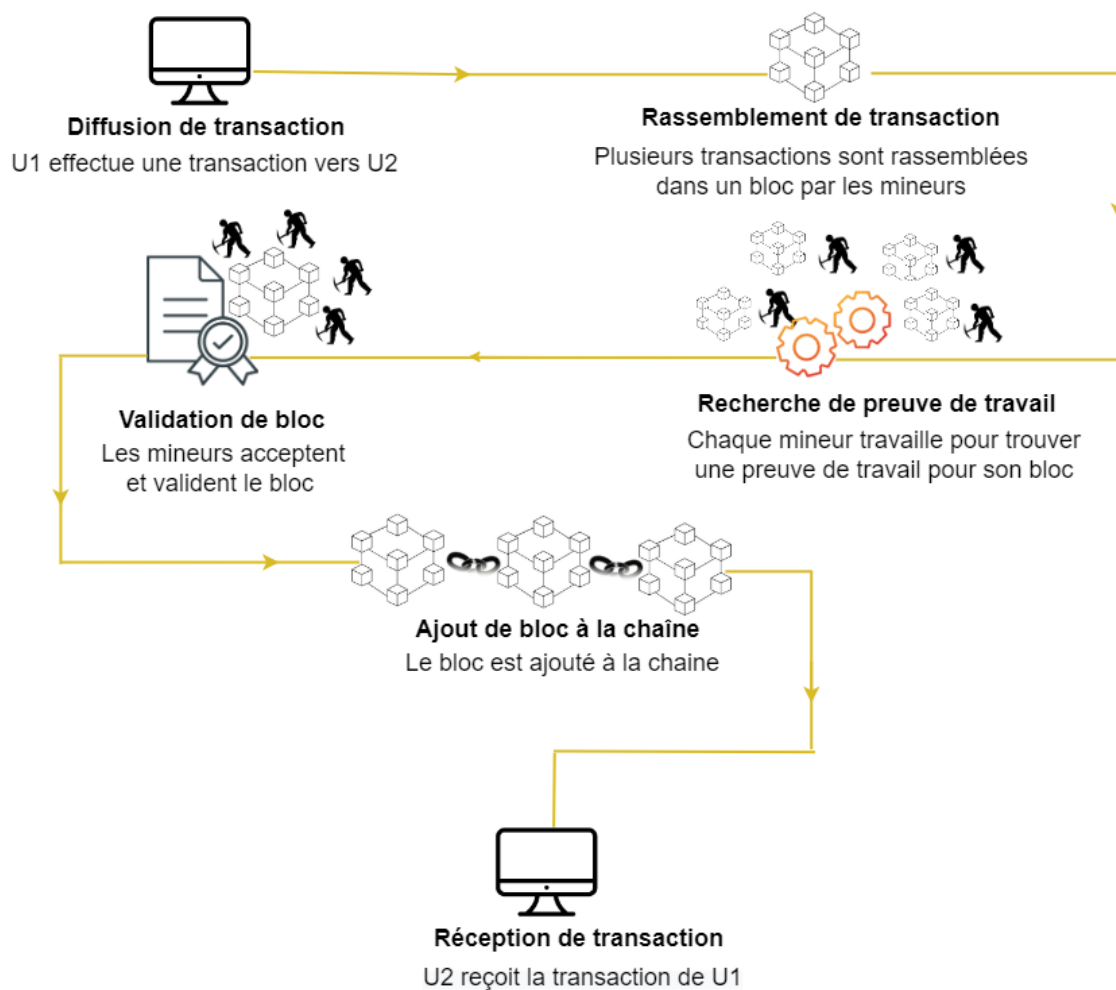 Diffusion de transaction
U1 effectue une transaction vers U2
Rassemblement de transaction
Plusieurs transactions sont rassemblées
dans un bloc par les mineurs
Recherche de preuve de travail
Chaque mineur travaille pour trouver
une preuve de travail pour son bloc
Validation de bloc
Les mineurs acceptent
et valident le bloc
Ajout de bloc à la chaîne
Le bloc est ajouté à la chaine
Réception de transaction
U2 reçoit la transaction de U1